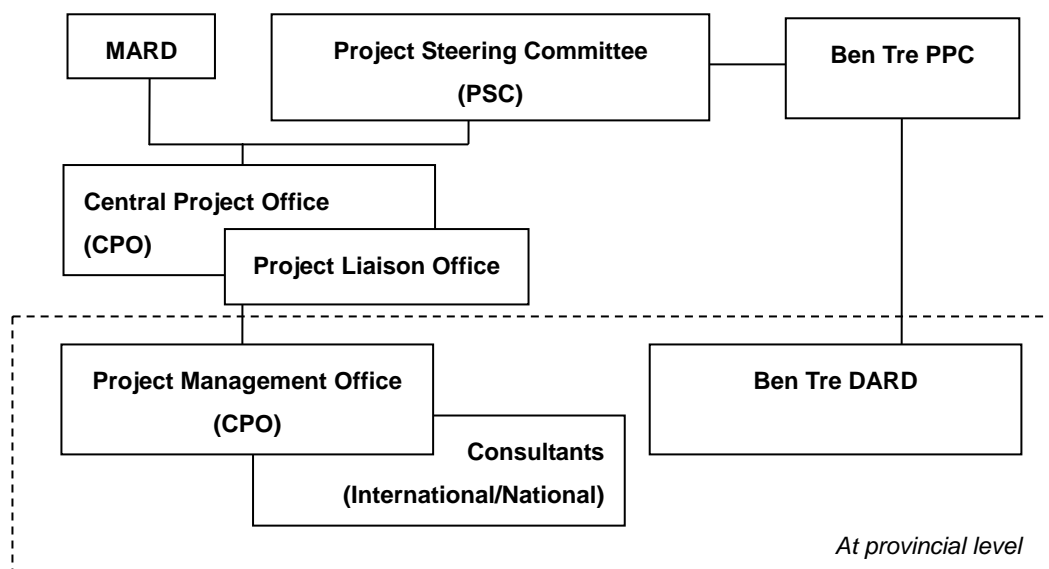 MARD
Project Steering Committee
(PSC)
Ben Tre PPC
Central Project Office
(CPO)
Project Liaison Office
Project Management Office
(CPO)
Ben Tre DARD
Consultants
(International/National)
At provincial level